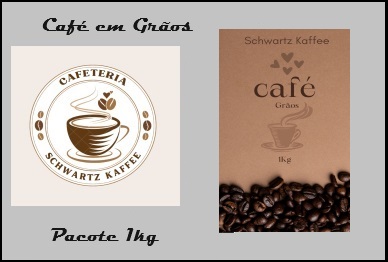 Café em Grãos
CAFETERIA
SCHWARTZ KAFFEE
Schwartz Kaffee
café
Grãos
1Kg
Pacote 1kg